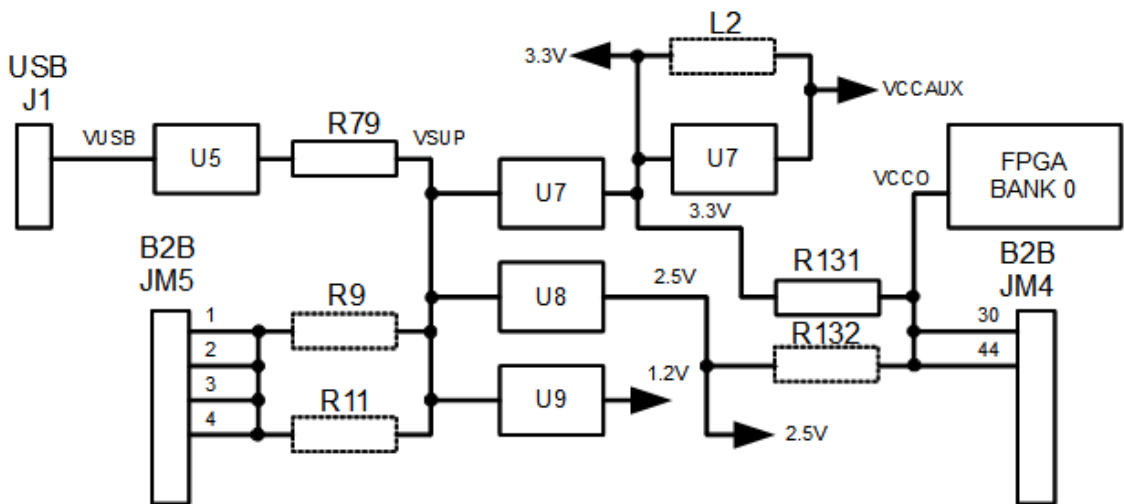 L2
3.3V
USB
J1
VCCAUX
R79
VUSB
VSUP
U5
U7
FPGA
BANK 0
U7
VCCO
3.3V
B2B
JM5
B2B
JM4
R131
2.5V
R9
U8
1
30
R132
2
44
3
1.2V
R11
U9
4
2.5V